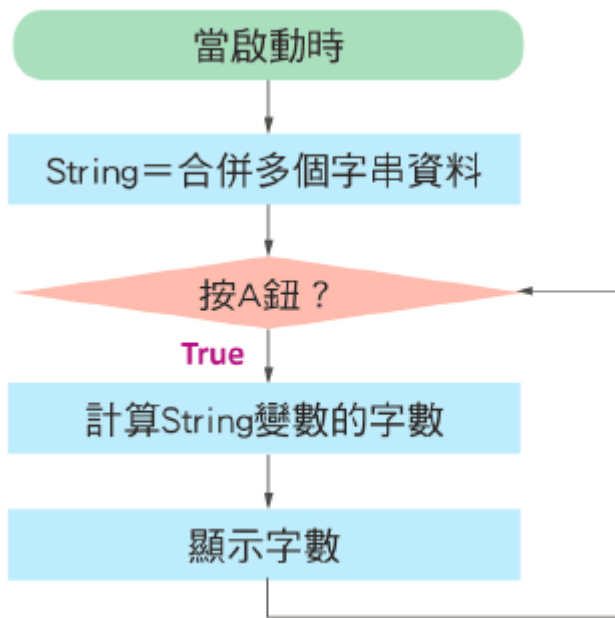 當啟動時
String＝合併多個字串資料
按A鈕？
True
計算String變數的字數
顯示字數